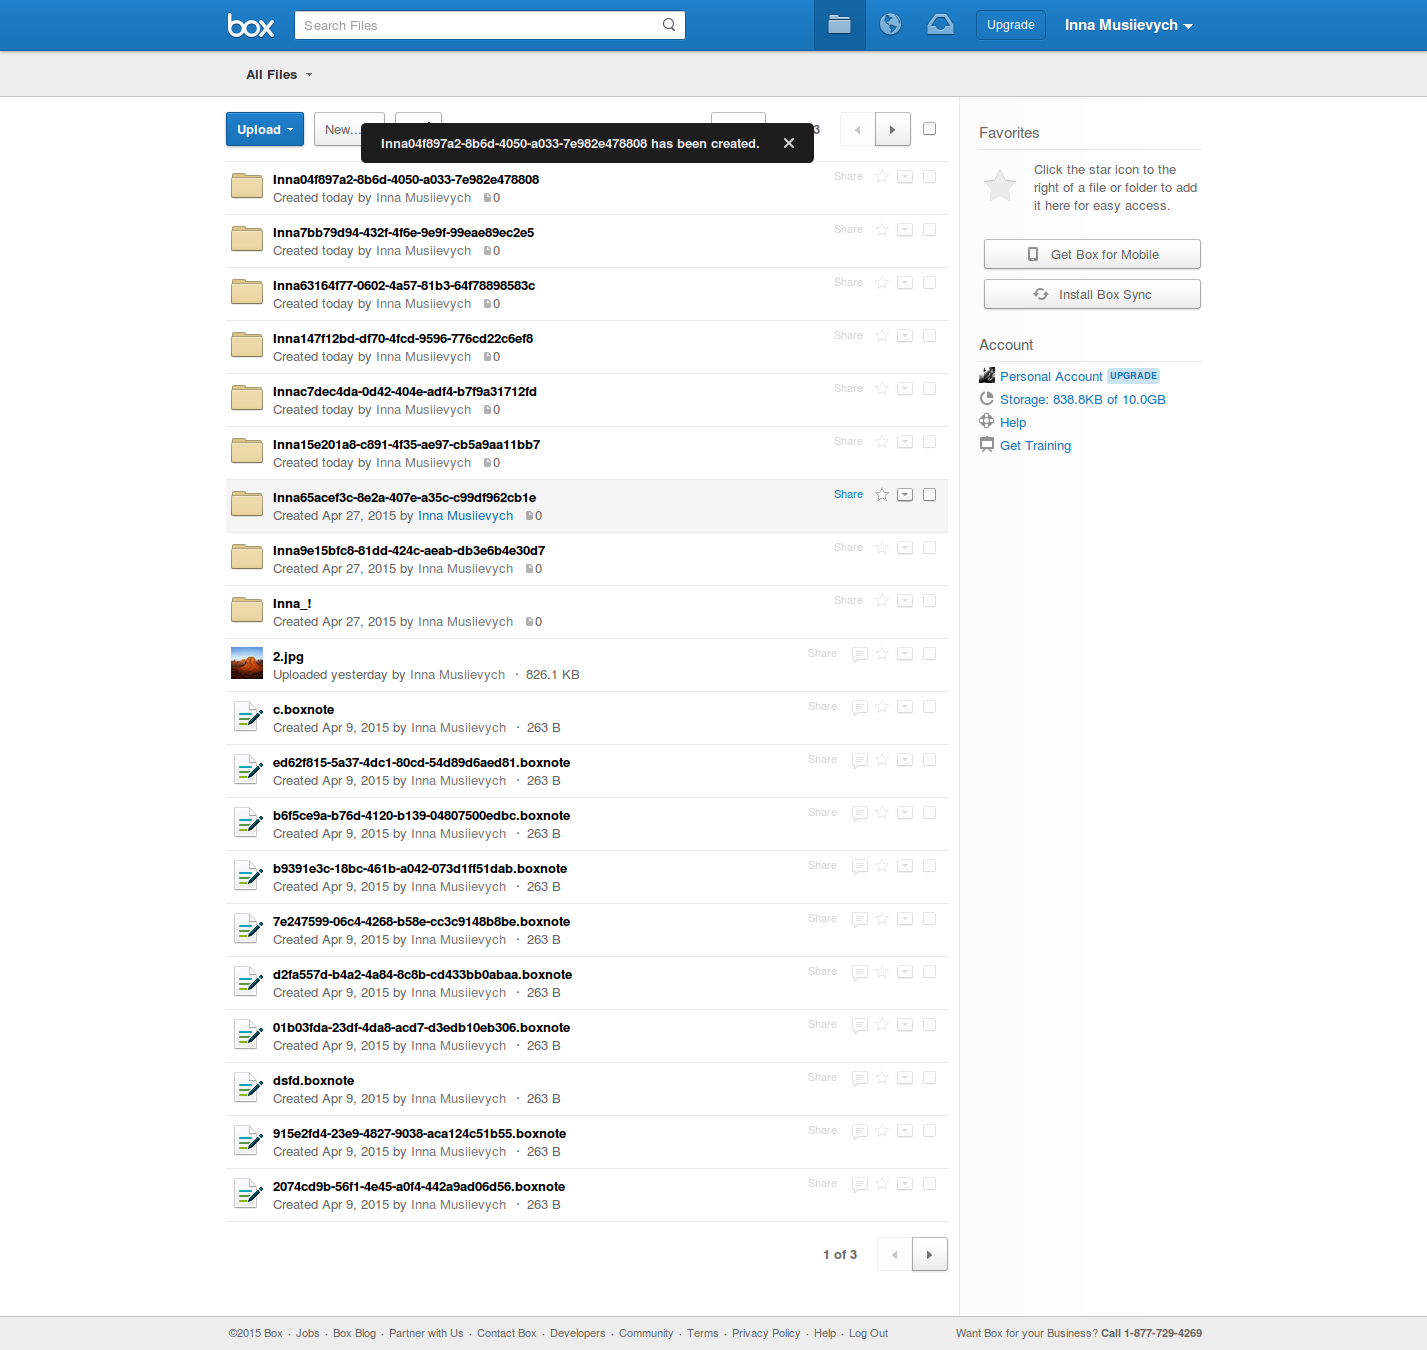 box
Search Files
Upgrade
Inna Musiievych
All Files
Upload
New...
3
Inna04f897a2-8b6d-4050-a033-7e982e478808 has been created.
Inna04f897a2-8b6d-4050-a033-7e982e478808
Share
Created today by Inna Musiievych 0
Inna7bb79d94-432f-4f6e-9e9f-99eae89ec2e5
Share
Created today by Inna Musiievych 0
Inna63164f77-0602-4a57-81b3-64f78898583c
Share
Created today by Inna Musiievych 0
Inna147f12bd-df70-4fcd-9596-776cd22c6ef8
Share
Created today by Inna Musiievych 0
Innac7dec4da-0d42-404e-adf4-b7f9a31712fd
Share
Created today by Inna Musiievych 0
Inna15e201a8-c891-4f35-ae97-cb5a9aa11bb7
Share
Created today by Inna Musiievych 0
Inna65acef3c-8e2a-407e-a35c-c99df962cb1e
Share
Created Apr 27, 2015 by Inna Musiievych 0
Inna9e15bfc8-81dd-424c-aeab-db3e6b4e30d7
Share
Created Apr 27, 2015 by Inna Musiievych 0
Inna_!
Share
Created Apr 27, 2015 by Inna Musiievych 0
2.jpg
Share
Uploaded yesterday by Inna Musiievych · 826.1 KB
c.boxnote
Share
Created Apr 9, 2015 by Inna Musiievych · 263 B
ed62f815-5a37-4dc1-80cd-54d89d6aed81.boxnote
Share
Created Apr 9, 2015 by Inna Musiievych · 263 B
b6f5ce9a-b76d-4120-b139-04807500edbc.boxnote
Share
Created Apr 9, 2015 by Inna Musiievych · 263 B
b9391e3c-18bc-461b-a042-073d1ff51dab.boxnote
Share
Created Apr 9, 2015 by Inna Musiievych · 263 B
7e247599-06c4-4268-b58e-cc3c9148b8be.boxnote
Share
Created Apr 9, 2015 by Inna Musiievych · 263 B
d2fa557d-b4a2-4a84-8c8b-cd433bb0abaa.boxnote
Share
Created Apr 9, 2015 by Inna Musiievych · 263 B
01b03fda-23df-4da8-acd7-d3edb10eb306.boxnote
Share
Created Apr 9, 2015 by Inna Musiievych · 263 B
dsfd.boxnote
Share
Created Apr 9, 2015 by Inna Musiievych · 263 B
915e2fd4-23e9-4827-9038-aca124c51b55.boxnote
Share
Created Apr 9, 2015 by Inna Musiievych · 263 B
2074cd9b-56f1-4e45-a0f4-442a9ad06d56.boxnote
Share
Created Apr 9, 2015 by Inna Musiievych · 263 B
1 of 3
Favorites
Click the star icon to the
right of a file or folder to add
it here for easy access.
Get Box for Mobile
Install Box Sync
Account
Personal Account UPGRADE
Storage: 838.8KB of 10.0GB
Help
Get Training
©2015 Box · Jobs · Box Blog · Partner with Us · Contact Box · Developers · Community · Terms · Privacy Policy · Help · Log Out
Want Box for your Business? Call 1-877-729-4269